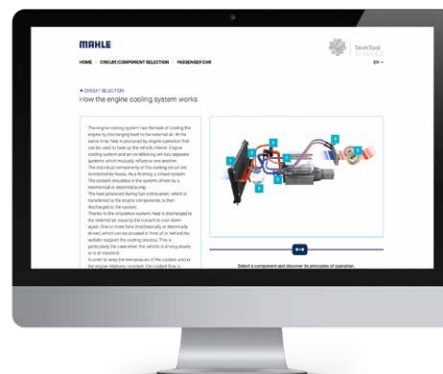 MAHLE
TechTool
HOME CIRCUIT/COMPONENT SELECTION PASSENGER CAR
EN
CIRCUIT SELECTION
How the engine cooling system works
The engine cooling system has the task of cooling the
engine by discharging heat to the external air. At the
same time, heat is produced by engine operation that
can be used to heat up the vehicle interior. Engine
cooling system and air conditioning are two separate
systems which mutually influence one another.
The individual components of the cooling circuit are
connected by hoses, thus forming a closed system.
The coolant circulates in the system, driven by a
mechanical or electrical pump.
The heat produced during fuel combustion, which is
transferred to the engine components, is then
discharged to the coolant.
Thanks to the circulation system, heat is discharged to
the external air, causing the coolant to cool down
again. One or more fans (mechanically or electrically
driven) which can be situated in front of or behind the
radiator support the cooling process. This is
particularly the case when the vehicle is driving slowly
or is at standstill.
In order to keep the temperature of the coolant and of
the engine relatively constant, the coolant flow is
Select a component and discover its principles of operation